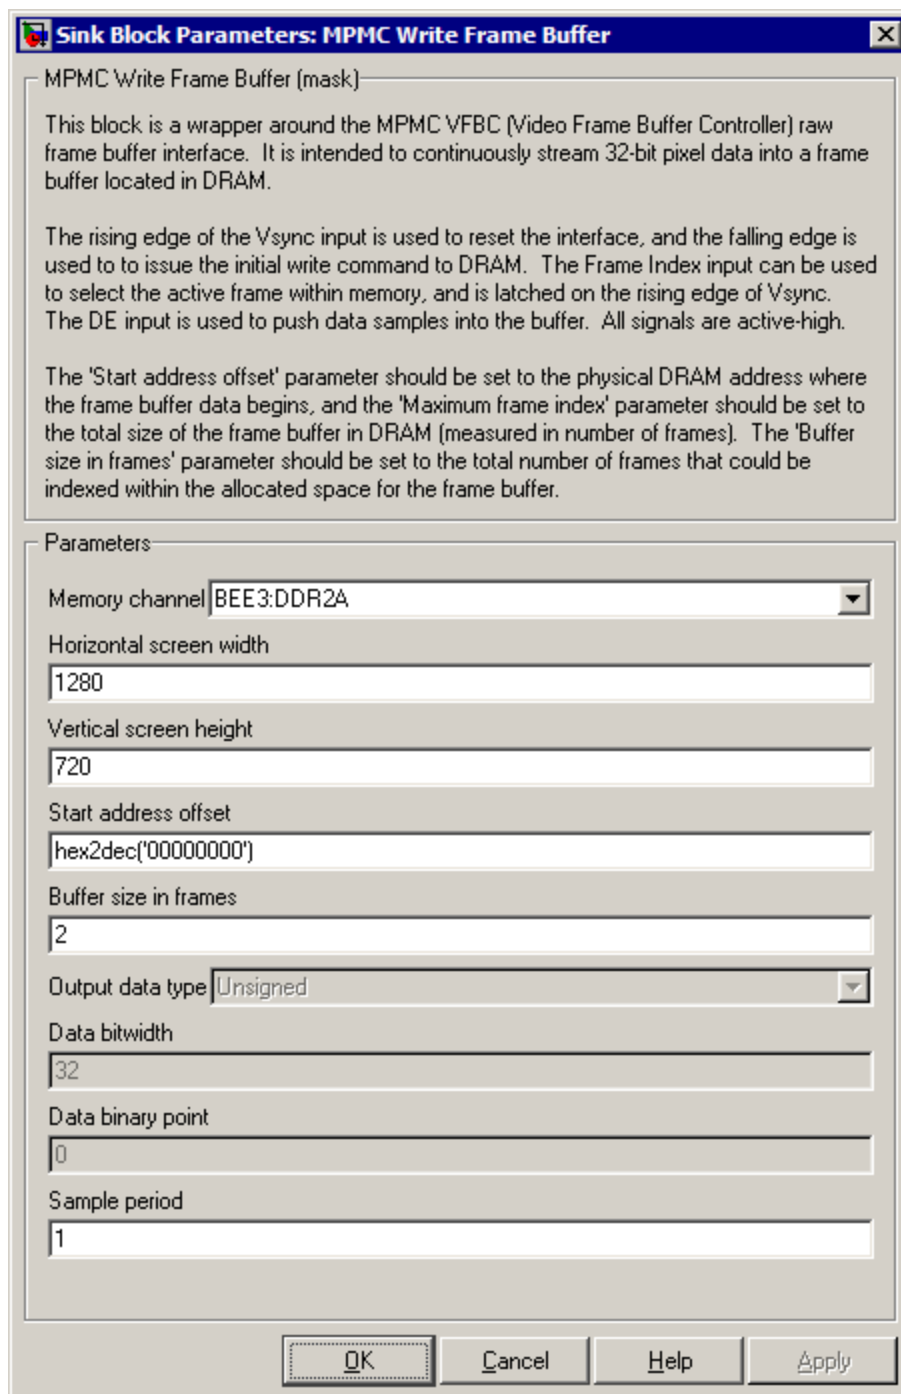 Sink Block Parameters: MPMC Write Frame Buffer
MPMC Write Frame Buffer (mask)
This block is a wrapper around the MPMC VFBC (Video Frame Buffer Controller) raw
frame buffer interface.  It is intended to continuously stream 32-bit pixel data into a frame
buffer located in DRAM.
The rising edge of the Vsync input is used to reset the interface, and the falling edge is
used to to issue the initial write command to DRAM.  The Frame Index input can be used
to select the active frame within memory, and is latched on the rising edge of Vsync.
The DE input is used to push data samples into the buffer.  All signals are active-high.
The 'Start address offset' parameter should be set to the physical DRAM address where
the frame buffer data begins, and the 'Maximum frame index' parameter should be set to
the total size of the frame buffer in DRAM (measured in number of frames).  The 'Buffer
size in frames' parameter should be set to the total number of frames that could be
indexed within the allocated space for the frame buffer.
Parameters
Memory channel BEE3:DDR2A
Horizontal screen width
1280
Vertical screen height
720
Start address offset
hex2dec('00000000')
Buffer size in frames
2
Output data type Unsigned
Data bitwidth
32
Data binary point
0
Sample period
1
OK Cancel Help Apply